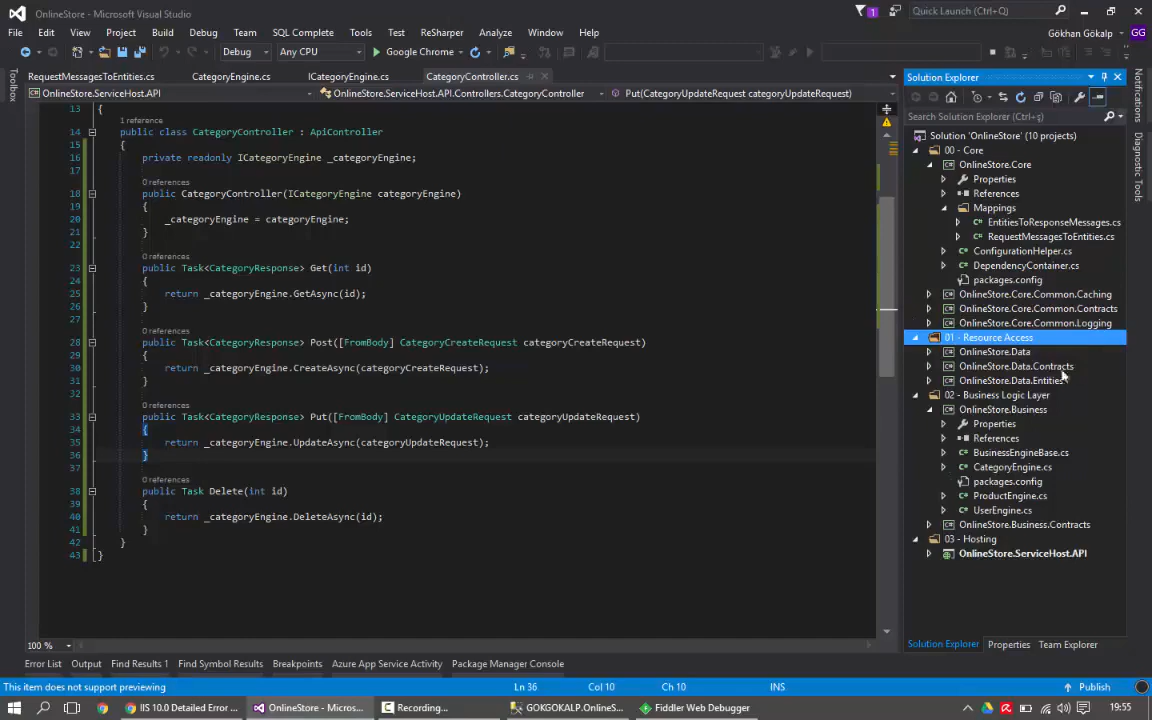 OnlineStore - Microsoft Visual Studio
1
Quick Launch (Ctrl+Q)
File Edit View Project Build Debug Team SQL Complete Tools Test ReSharper Analyze Window Help
Gökhan Gökalp GG
Debug Any CPU Google Chrome
Toolbox
RequestMessagesToEntities.cs CategoryEngine.cs ICategoryEngine.cs CategoryController.cs
OnlineStore.ServiceHost.API OnlineStore.ServiceHost.API.Controllers.CategoryController Put(CategoryUpdateRequest categoryUpdateRequest)
13 {
1 reference
14 public class CategoryController : ApiController
15 {
16 private readonly ICategoryEngine _categoryEngine;
17
0 references
18 public CategoryController(ICategoryEngine categoryEngine)
19 {
20 _categoryEngine = categoryEngine;
21 }
22
0 references
23 public Task<CategoryResponse> Get(int id)
24 {
25 return _categoryEngine.GetAsync(id);
26 }
27
0 references
28 public Task<CategoryResponse> Post([FromBody] CategoryCreateRequest categoryCreateRequest)
29 {
30 return _categoryEngine.CreateAsync(categoryCreateRequest);
31 }
32
0 references
33 public Task<CategoryResponse> Put([FromBody] CategoryUpdateRequest categoryUpdateRequest)
34 {
35 return _categoryEngine.UpdateAsync(categoryUpdateRequest);
36 }
37
0 references
38 public Task Delete(int id)
39 {
40 return _categoryEngine.DeleteAsync(id);
41 }
42 }
43 }
100 %
Solution Explorer
Search Solution Explorer (Ctrl+ş)
Solution 'OnlineStore' (10 projects)
00 - Core
OnlineStore.Core
Properties
References
Mappings
EntitiesToResponseMessages.cs
RequestMessagesToEntities.cs
ConfigurationHelper.cs
DependencyContainer.cs
packages.config
OnlineStore.Core.Common.Caching
OnlineStore.Core.Common.Contracts
OnlineStore.Core.Common.Logging
01 - Resource Access
OnlineStore.Data
OnlineStore.Data.Contracts
OnlineStore.Data.Entities
02 - Business Logic Layer
OnlineStore.Business
Properties
References
BusinessEngineBase.cs
CategoryEngine.cs
packages.config
ProductEngine.cs
UserEngine.cs
OnlineStore.Business.Contracts
03 - Hosting
OnlineStore.ServiceHost.API
Solution Explorer Properties Team Explorer
Notifications
Diagnostic Tools
Error List Output Find Results 1 Find Symbol Results Breakpoints Azure App Service Activity Package Manager Console
This item does not support previewing Ln 36 Col 10 Ch 10 INS Publish
IIS 10.0 Detailed Error ... OnlineStore - Micros... Recording... GOKGOKALP.OnlineS... Fiddler Web Debugger 19:55